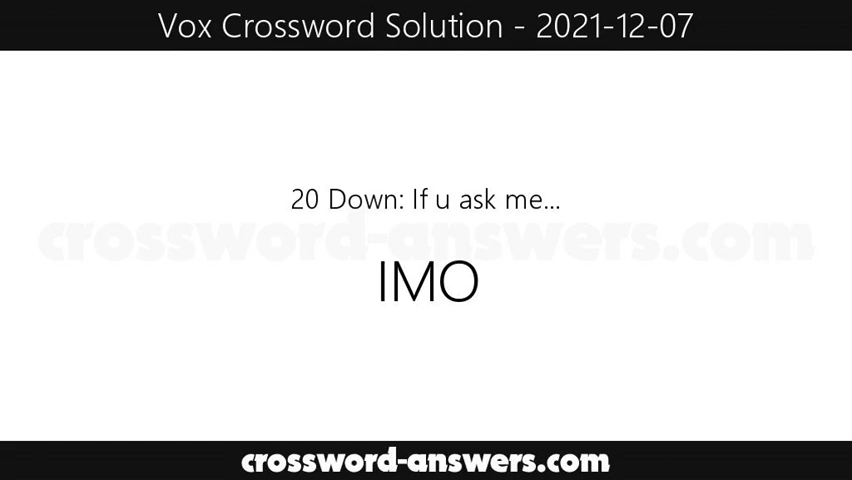 Vox Crossword Solution - 2021-12-07
20 Down: If u ask me...
crossword-answers.com
IMO
crossword-answers.com